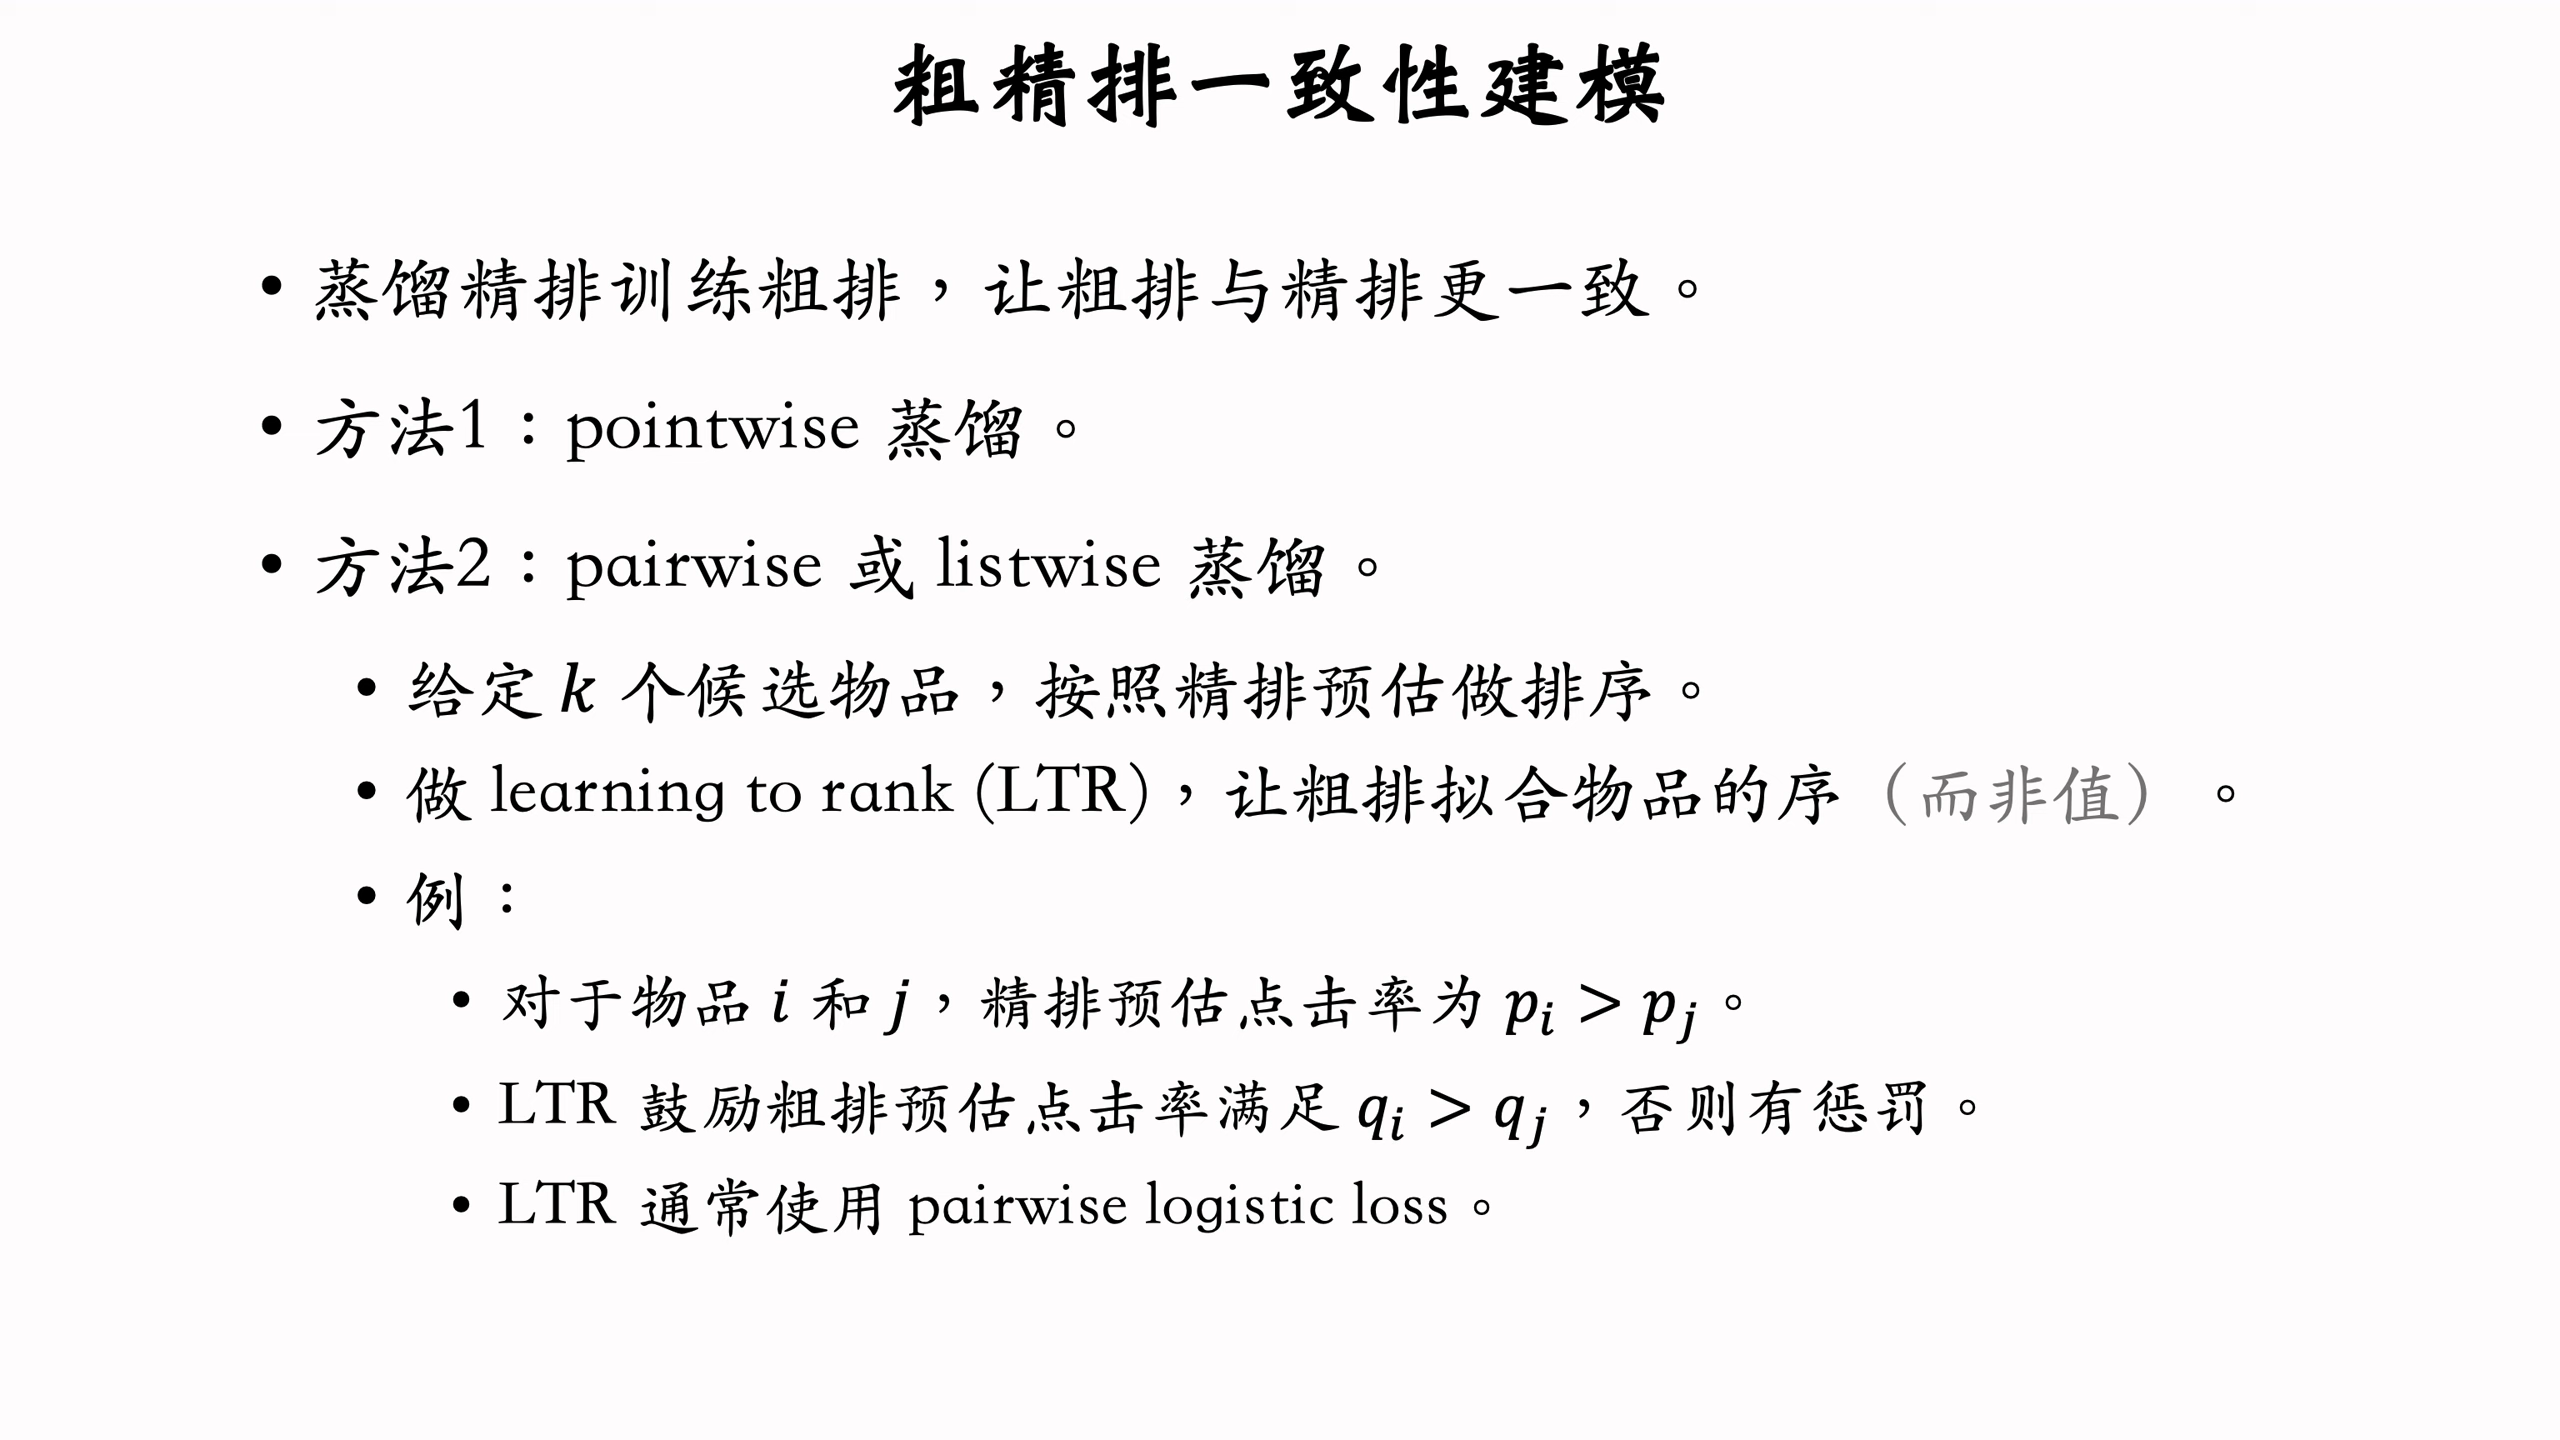 粗精排一致性建模
• 蒸馏精排训练粗排，让粗排与精排更一致。
• 方法1：pointwise 蒸馏。
• 方法2：pairwise 或 listwise 蒸馏。
• 给定 k 个候选物品，按照精排预估做排序。
• 做 learning to rank (LTR)，让粗排拟合物品的序（而非值）。
• 例：
• 对于物品 i 和 j，精排预估点击率为 pᵢ > pⱼ。
• LTR 鼓励粗排预估点击率满足 qᵢ > qⱼ，否则有惩罚。
• LTR 通常使用 pairwise logistic loss。